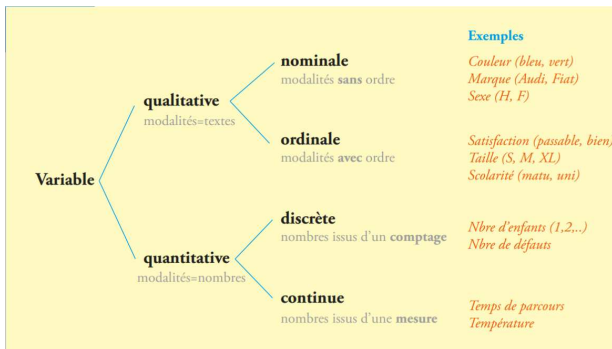 Exemples
nominale
modalités sans ordre
Couleur (bleu, vert)
Marque (Audi, Fiat)
Sexe (H, F)
qualitative
modalités=textes
ordinale
modalités avec ordre
Satisfaction (passable, bien)
Taille (S, M, XL)
Scolarité (matu, uni)
Variable
discrète
nombres issus d'un comptage
Nbre d'enfants (1,2,..)
Nbre de défauts
quantitative
modalités=nombres
continue
nombres issus d'une mesure
Temps de parcours
Température